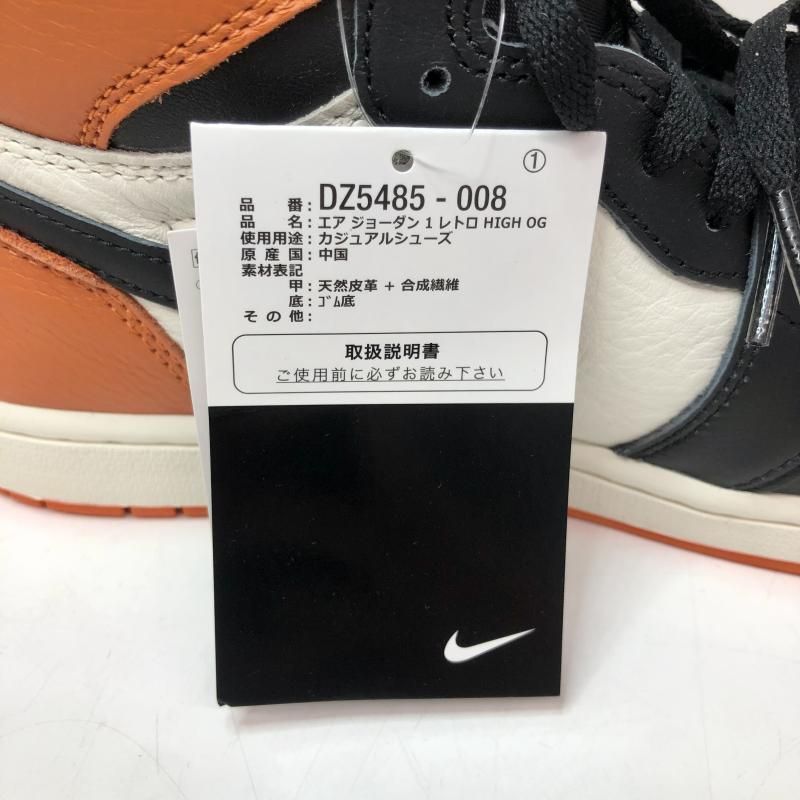 ①
品　番 : DZ5485 - 008
品　名 : エア ジョーダン 1 レトロ HIGH OG
使用用途 : カジュアルシューズ
原 産 国 : 中国
素材表記
甲 : 天然皮革 + 合成繊維
底 : ｺﾞﾑ底
そ の 他 :
取扱説明書
ご使用前に必ずお読み下さい